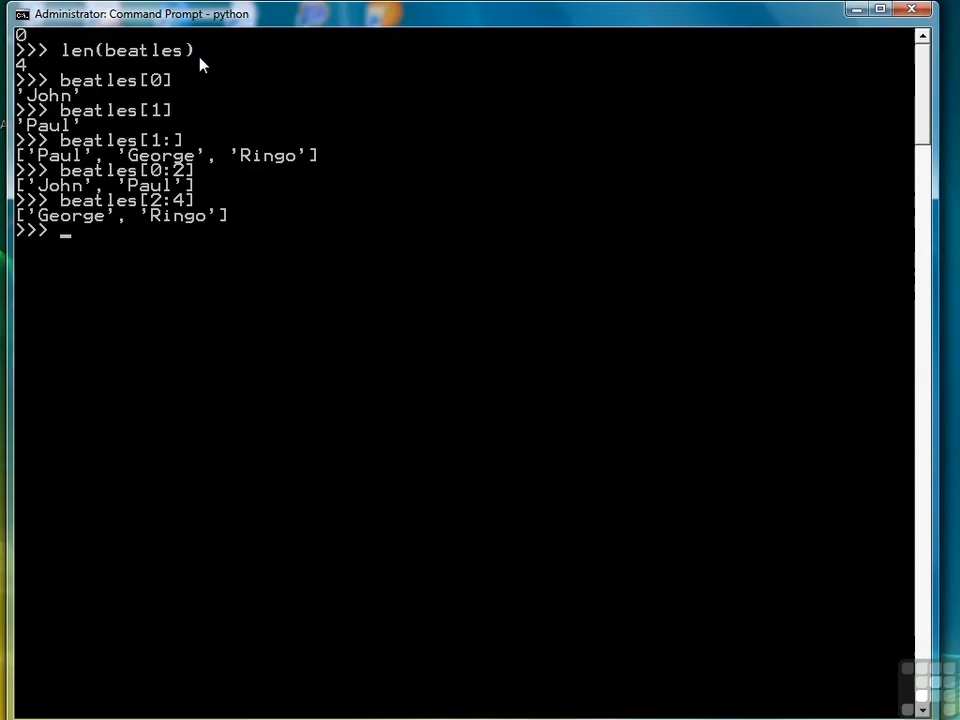 Administrator: Command Prompt - python
0
>>> len(beatles)
4
>>> beatles[0]
'John'
>>> beatles[1]
'Paul'
>>> beatles[1:]
['Paul', 'George', 'Ringo']
>>> beatles[0:2]
['John', 'Paul']
>>> beatles[2:4]
['George', 'Ringo']
>>> _